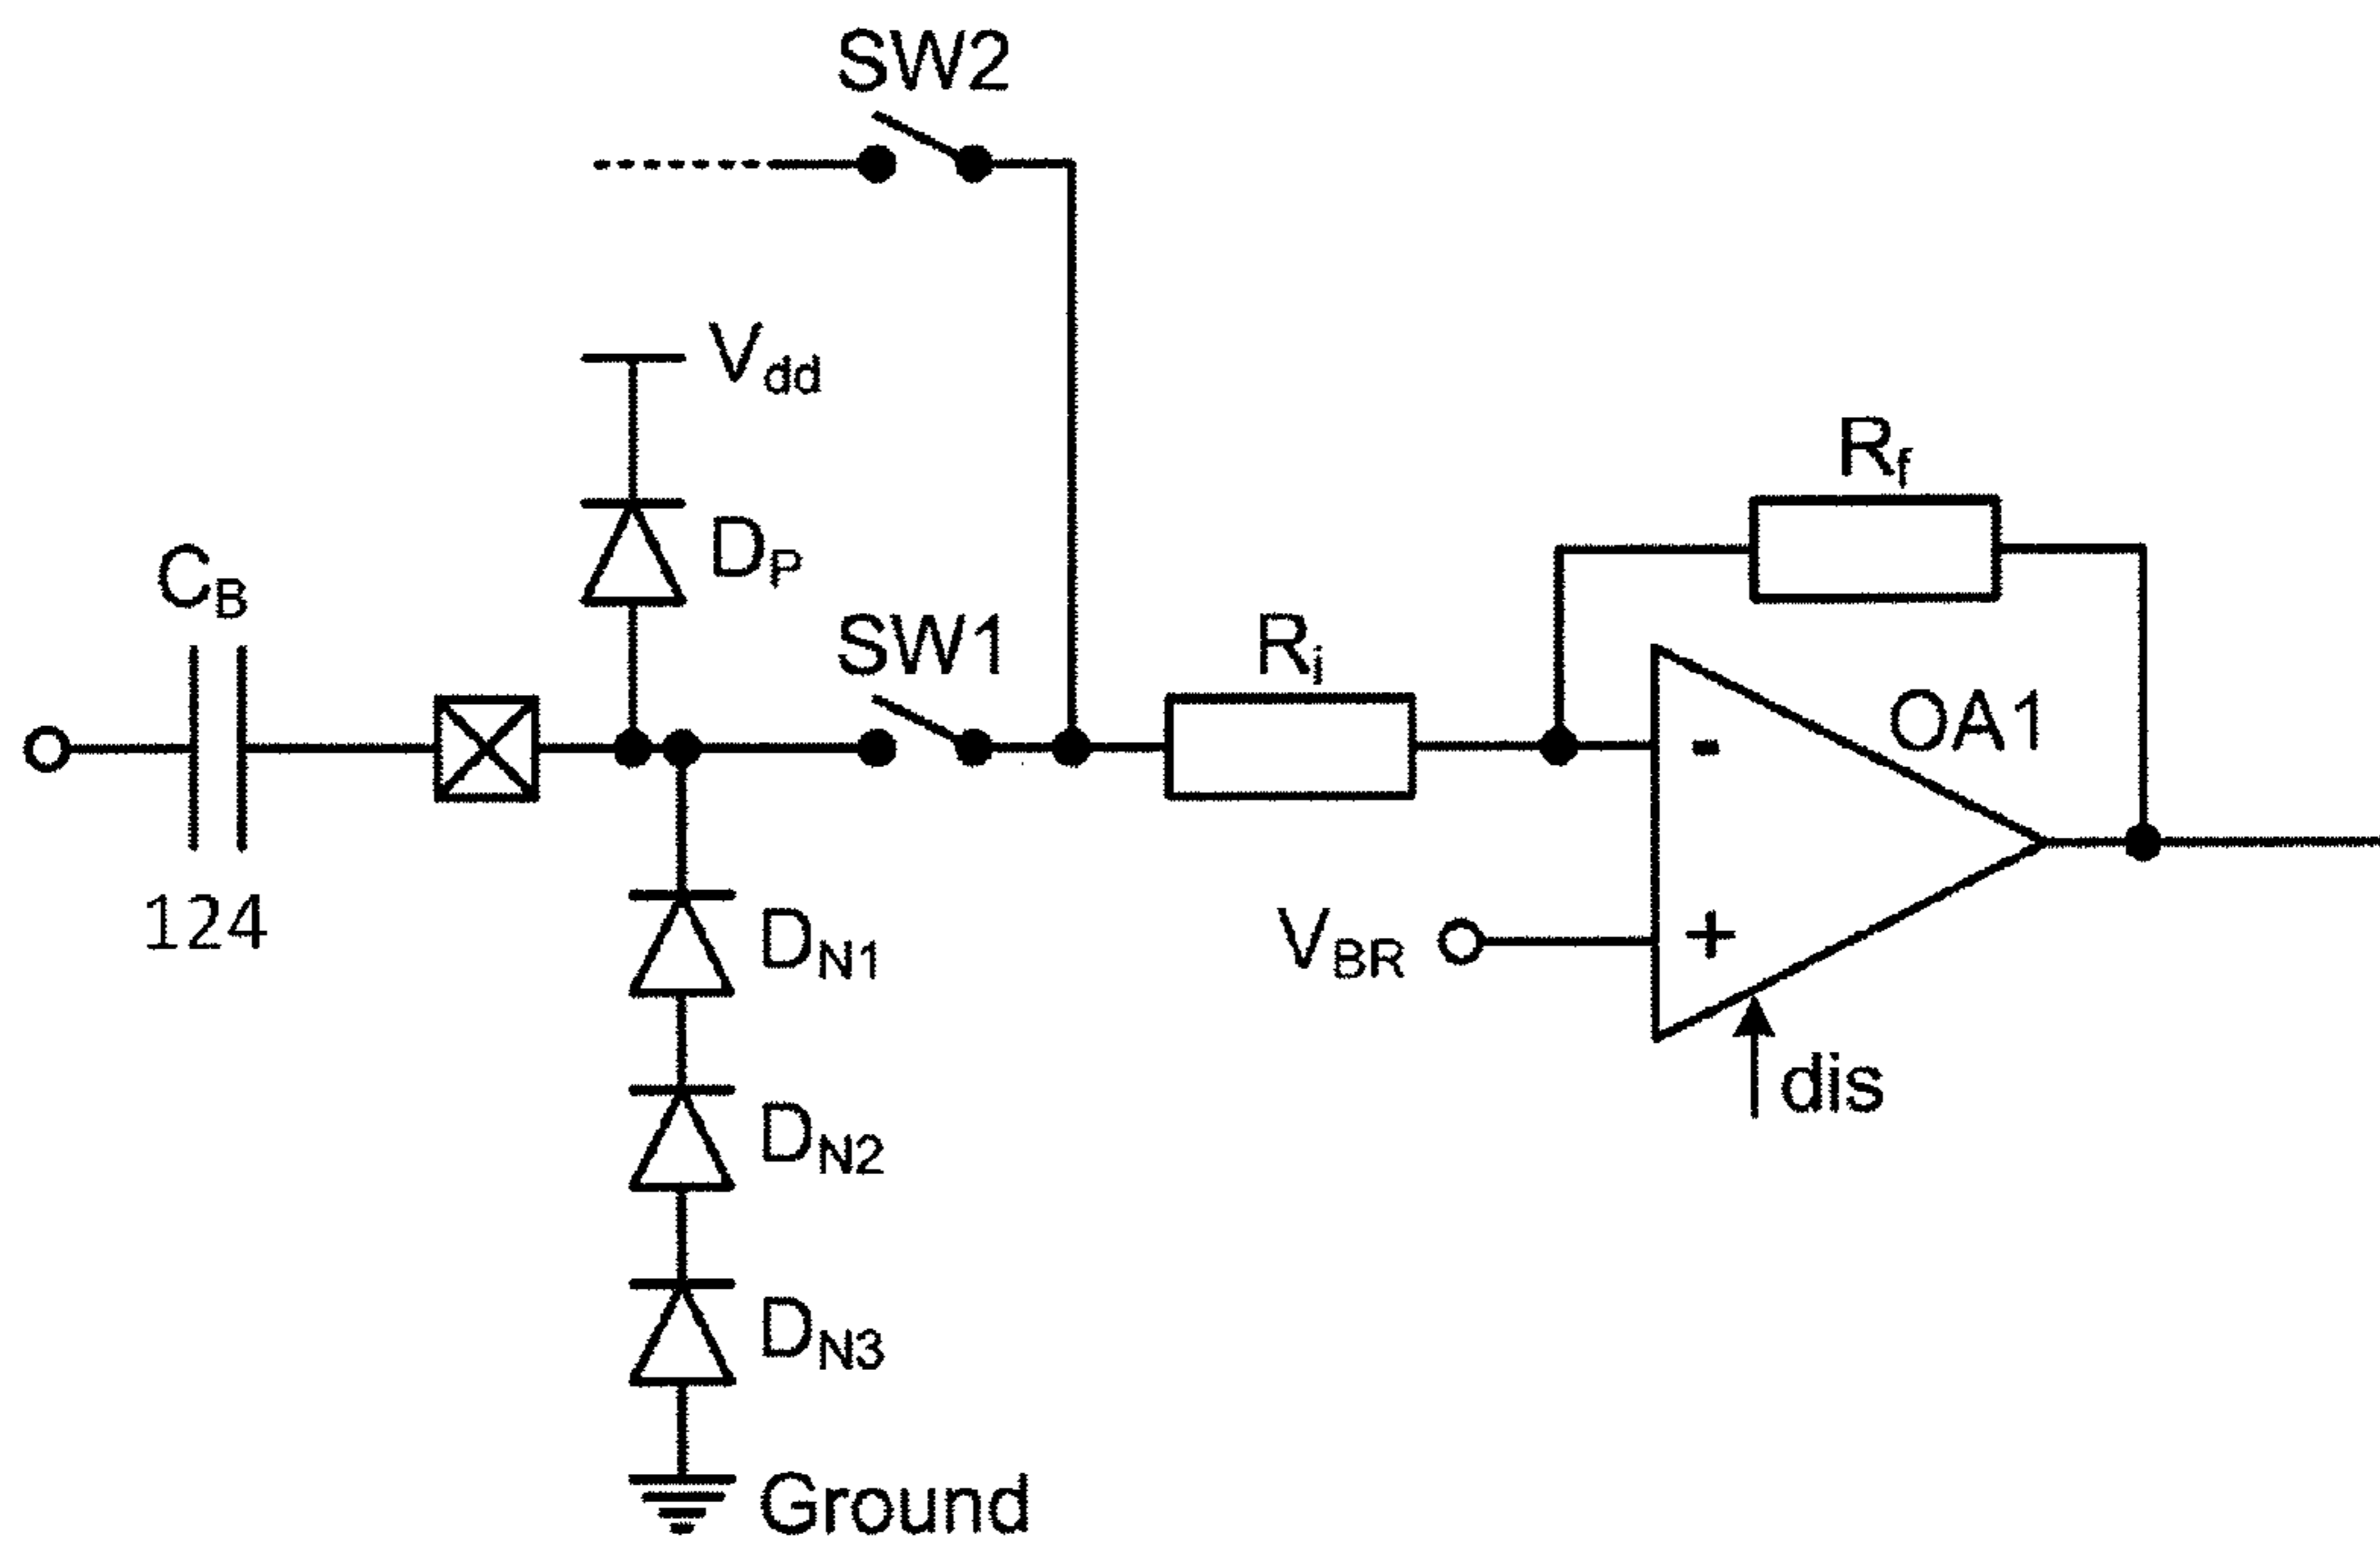 SW2
Vdd
Rf
DP
CB
SW1
Ri
OA1
-
124
DN1
VBR
+
dis
DN2
DN3
Ground